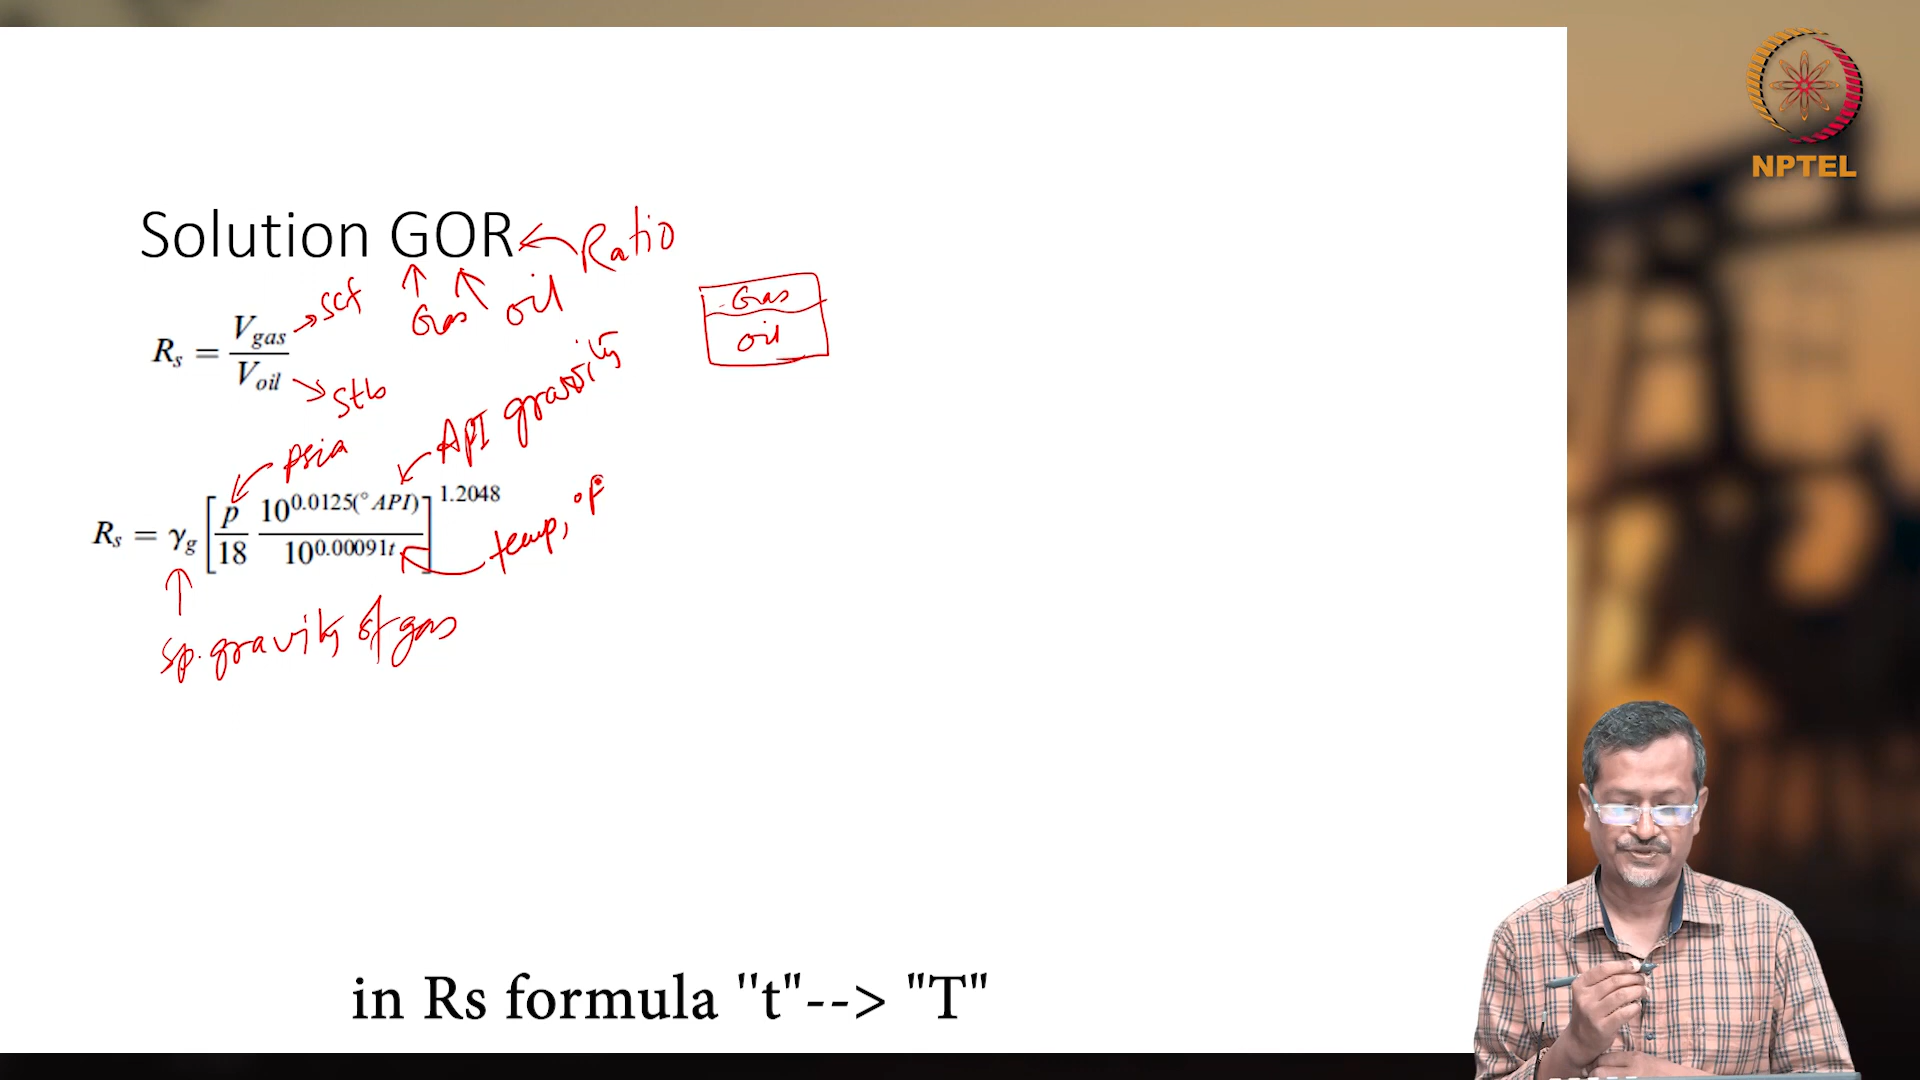 NPTEL
Solution GOR
Ratio
Gas
oil
R_s = V_gas / V_oil
scf
stb
Gas
oil
psia
API gravity
R_s = γ_g [ p/18 10^0.0125(°API) / 10^0.00091t ]^1.2048
temp, °F
Sp. gravity of gas
in Rs formula "t"--> "T"